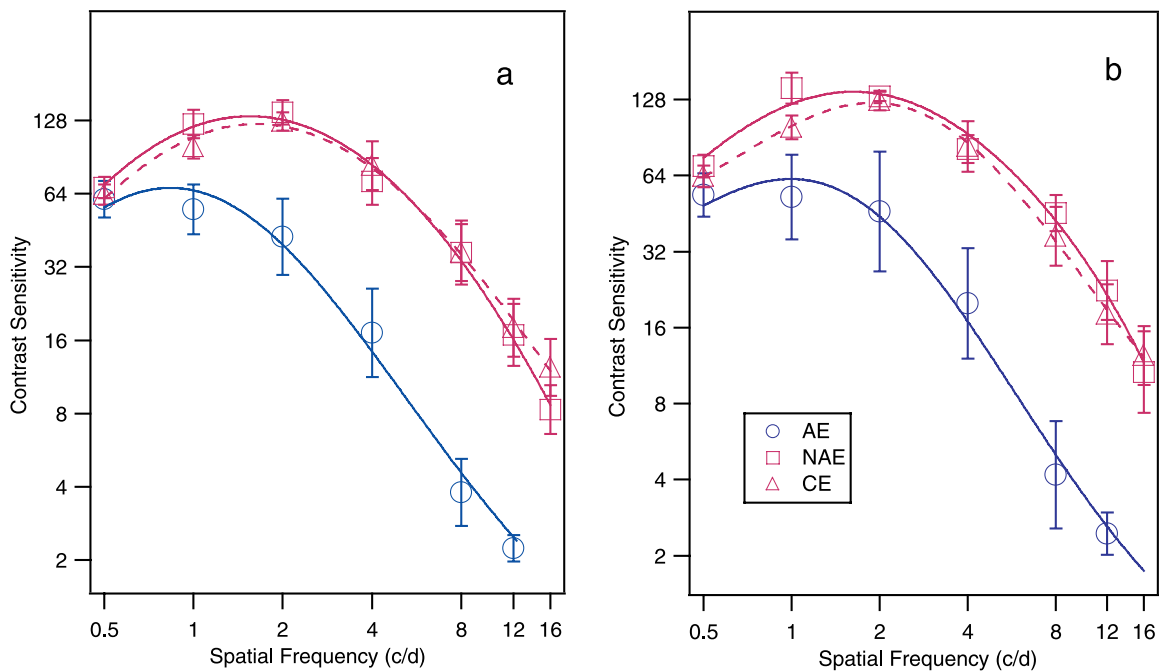 a
128
64
32
16
8
4
2
Contrast Sensitivity
0.5 1 2 4 8 12 16
Spatial Frequency (c/d)
b
128
64
32
16
8
4
2
Contrast Sensitivity
AE
NAE
CE
0.5 1 2 4 8 12 16
Spatial Frequency (c/d)